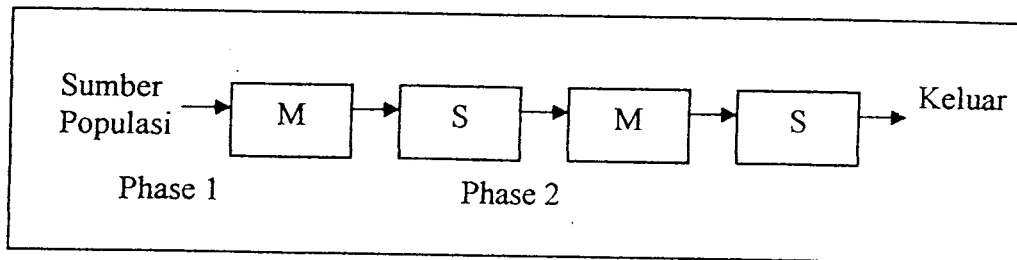 Sumber
Populasi
M
S
M
S
Keluar
Phase 1
Phase 2